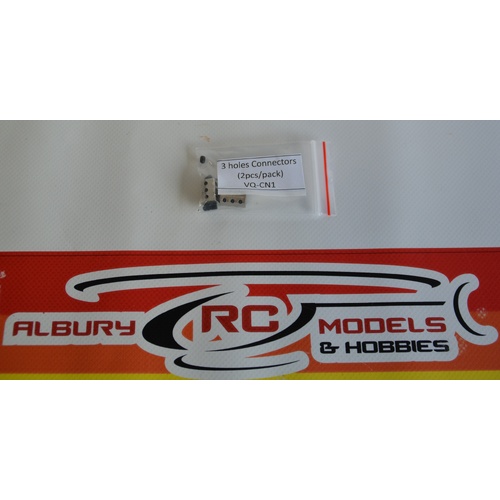 3 holes Connectors
(2pcs/pack)
VQ-CN1
ALBURY RC MODELS
& HOBBIES